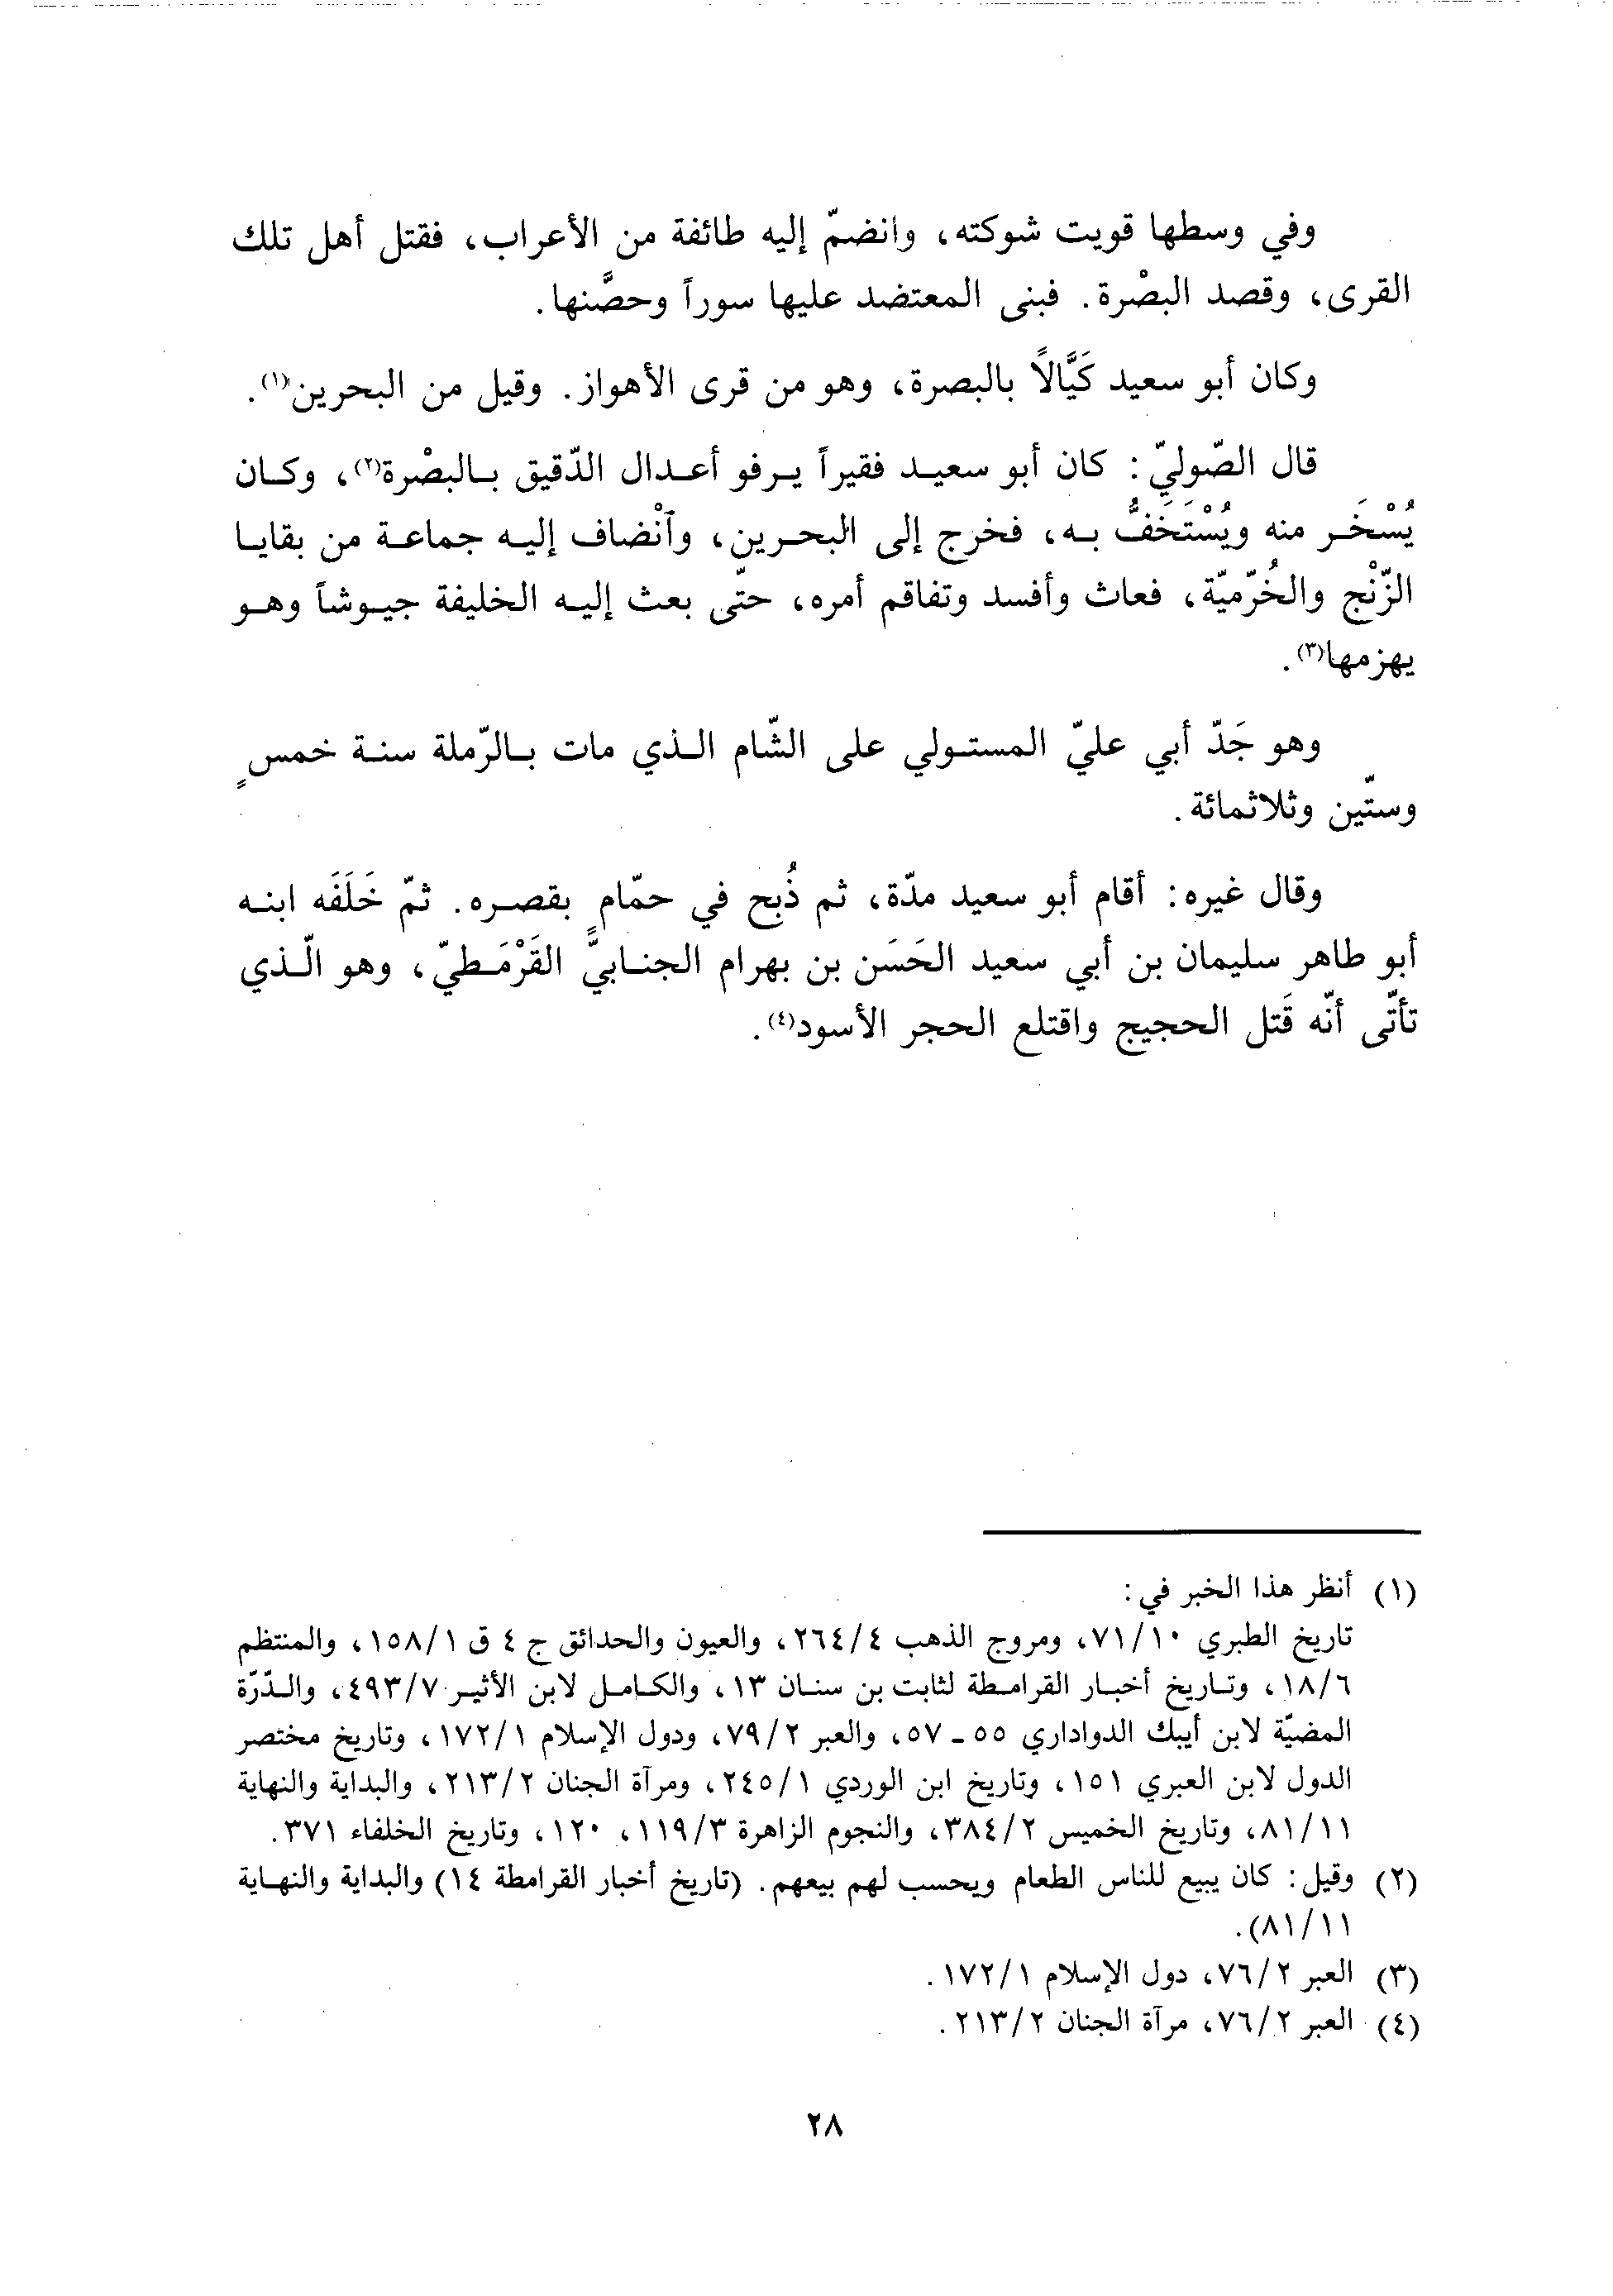 وفي وسطها قويت شوكته، وانضمّ إليه طائفة من الأعراب، فقتل أهل تلك
القرى، وقصد البصْرة. فبنى المعتضد عليها سوراً وحصَّنها.
وكان أبو سعيد كَيَّالاً بالبصرة، وهو من قرى الأهواز. وقيل من البحرين(١).
قال الصّوليّ: كان أبو سعيد فقيراً يرفو أعدال الدّقيق بالبصْرة(٢)، وكان
يُسْخَر منه ويُسْتَخَفُّ به، فخرج إلى البحرين، وآنْضاف إليه جماعة من بقايا
الزّنْج والخُرّميّة، فعاث وأفسد وتفاقم أمره، حتّى بعث إليه الخليفة جيوشاً وهو
يهزمها(٣).
وهو جَدّ أبي عليّ المستولي على الشّام الذي مات بالرّملة سنة خمسٍ
وستّين وثلاثمائة.
وقال غيره: أقام أبو سعيد مدّة، ثم ذُبح في حمّامٍ بقصره. ثمّ خَلَفَه ابنه
أبو طاهر سليمان بن أبي سعيد الحَسَن بن بهرام الجنابيّ القَرْمَطيّ، وهو الّذي
تأتّى أنّه قَتل الحجيج واقتلع الحجر الأسود(٤).
(١) أنظر هذا الخبر في:
تاريخ الطبري ٧١/١٠، ومروج الذهب ٢٦٤/٤، والعيون والحدائق ج ٤ ق ١٥٨/١، والمنتظم
١٨/٦، وتاريخ أخبار القرامطة لثابت بن سنان ١٣، والكامل لابن الأثير ٤٩٣/٧، والدّرّة
المضيّة لابن أيبك الدواداري ٥٥ ـ ٥٧، والعبر ٧٩/٢، ودول الإسلام ١٧٢/١، وتاريخ مختصر
الدول لابن العبري ١٥١، وتاريخ ابن الوردي ٢٤٥/١، ومرآة الجنان ٢١٣/٢، والبداية والنهاية
٨١/١١، وتاريخ الخميس ٣٨٤/٢، والنجوم الزاهرة ١١٩/٣، ١٢٠، وتاريخ الخلفاء ٣٧١.
(٢) وقيل: كان يبيع للناس الطعام ويحسب لهم بيعهم. (تاريخ أخبار القرامطة ١٤) والبداية والنهاية
٨١/١١).
(٣) العبر ٧٦/٢، دول الإسلام ١٧٢/١.
(٤) العبر ٧٦/٢، مرآة الجنان ٢١٣/٢.
٢٨